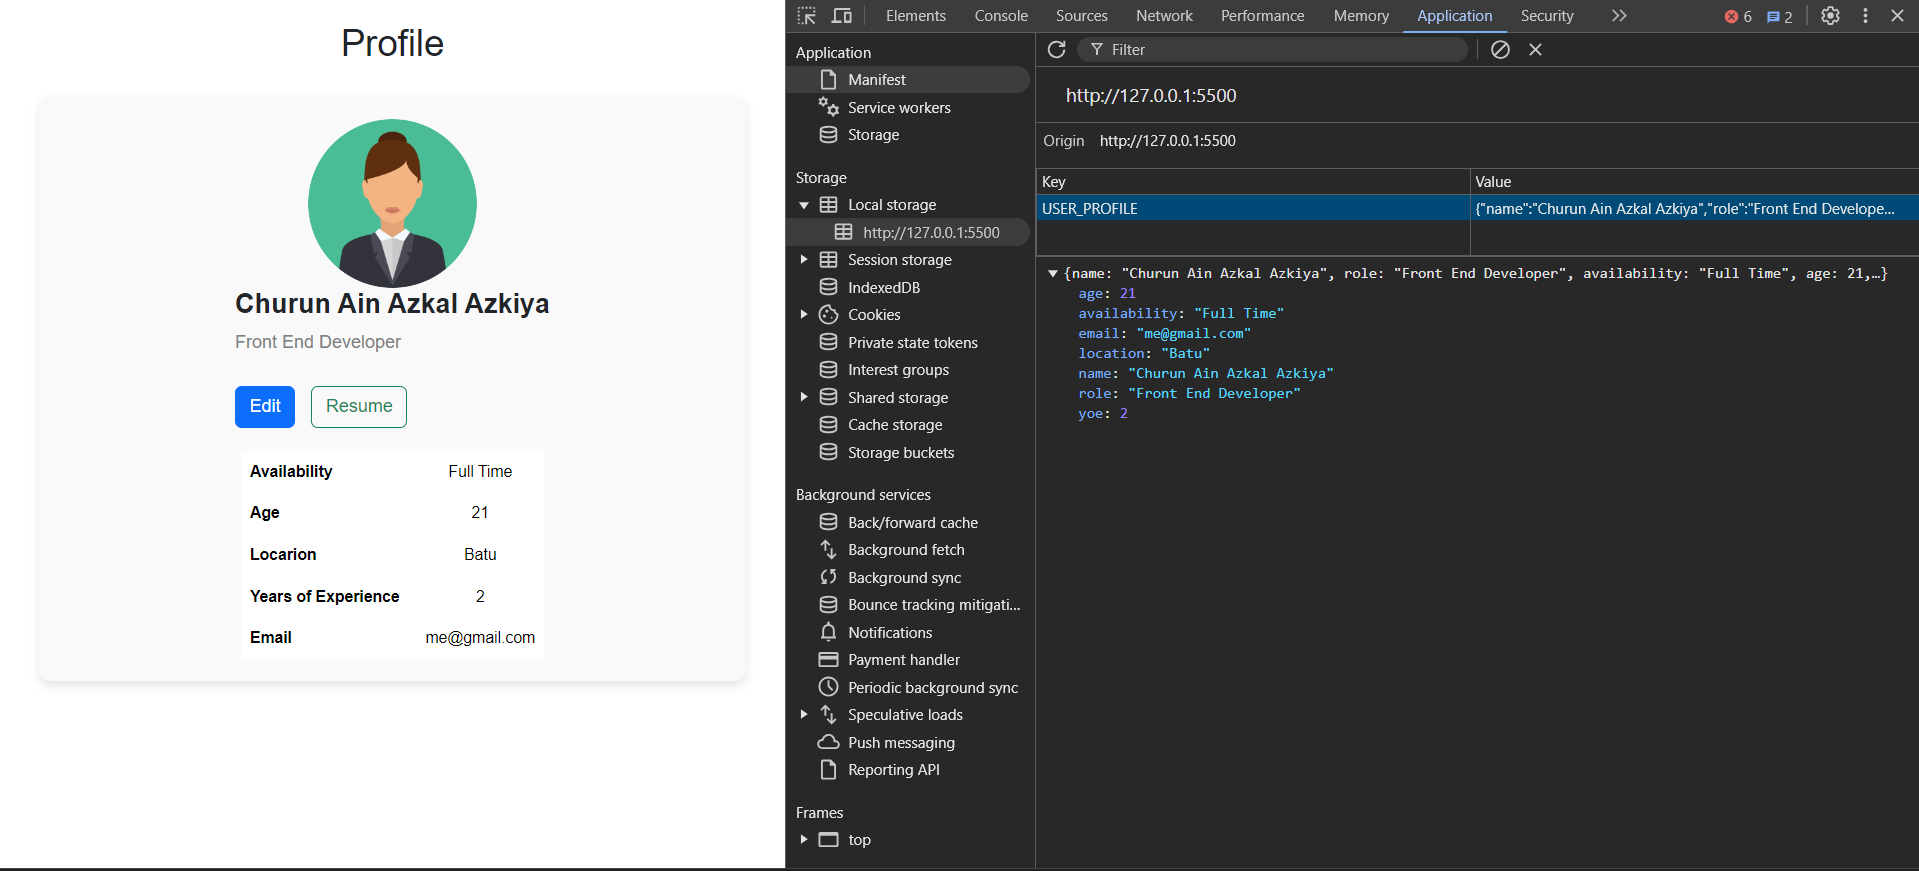 Profile
Churun Ain Azkal Azkiya
Front End Developer
Edit Resume
Availability Full Time
Age 21
Locarion Batu
Years of Experience 2
Email me@gmail.com
Elements Console Sources Network Performance Memory Application Security 6 2
Application
Manifest
Service workers
Storage
Storage
Local storage
http://127.0.0.1:5500
Session storage
IndexedDB
Cookies
Private state tokens
Interest groups
Shared storage
Cache storage
Storage buckets
Background services
Back/forward cache
Background fetch
Background sync
Bounce tracking mitigati...
Notifications
Payment handler
Periodic background sync
Speculative loads
Push messaging
Reporting API
Frames
top
Filter
http://127.0.0.1:5500
Origin http://127.0.0.1:5500
Key Value
USER_PROFILE {"name":"Churun Ain Azkal Azkiya","role":"Front End Develope...
{name: "Churun Ain Azkal Azkiya", role: "Front End Developer", availability: "Full Time", age: 21,…}
age: 21
availability: "Full Time"
email: "me@gmail.com"
location: "Batu"
name: "Churun Ain Azkal Azkiya"
role: "Front End Developer"
yoe: 2